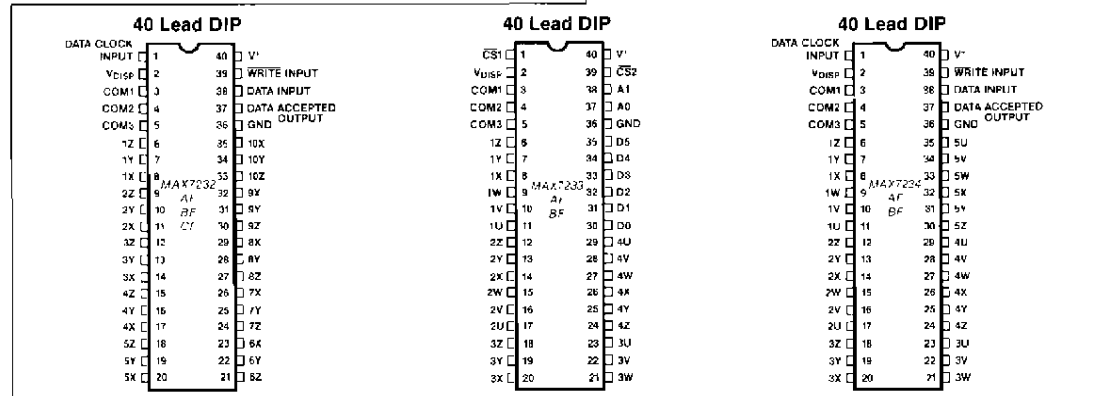 40 Lead DIP
DATA CLOCK
INPUT 1 40 V+
VDISP 2 39 WRITE INPUT
COM1 3 38 DATA INPUT
COM2 4 37 DATA ACCEPTED
OUTPUT
COM3 5 36 GND
1Z 6 35 10X
1Y 7 34 10Y
1X 8 33 10Z
MAX7232
2Z 9 32 9X
AF
2Y 10 31 9Y
BF
2X 11 30 9Z
CF
3Z 12 29 8X
3Y 13 28 8Y
3X 14 27 8Z
4Z 15 26 7X
4Y 16 25 7Y
4X 17 24 7Z
5Z 18 23 6X
5Y 19 22 6Y
5X 20 21 6Z
40 Lead DIP
CS1 1 40 V+
VDISP 2 39 CS2
COM1 3 38 A1
COM2 4 37 A0
COM3 5 36 GND
1Z 6 35 D5
1Y 7 34 D4
1X 8 33 D3
MAX7233
1W 9 32 D2
AF
1V 10 31 D1
BF
1U 11 30 D0
2Z 12 29 4U
2Y 13 28 4V
2X 14 27 4W
2W 15 26 4X
2V 16 25 4Y
2U 17 24 4Z
3Z 18 23 3U
3Y 19 22 3V
3X 20 21 3W
40 Lead DIP
DATA CLOCK
INPUT 1 40 V+
VDISP 2 39 WRITE INPUT
COM1 3 38 DATA INPUT
COM2 4 37 DATA ACCEPTED
OUTPUT
COM3 5 36 GND
1Z 6 35 5U
1Y 7 34 5V
1X 8 33 5W
MAX7234
1W 9 32 5X
AF
1V 10 31 5Y
BF
1U 11 30 5Z
2Z 12 29 4U
2Y 13 28 4V
2X 14 27 4W
2W 15 26 4X
2V 16 25 4Y
2U 17 24 4Z
3Z 18 23 3U
3Y 19 22 3V
3X 20 21 3W